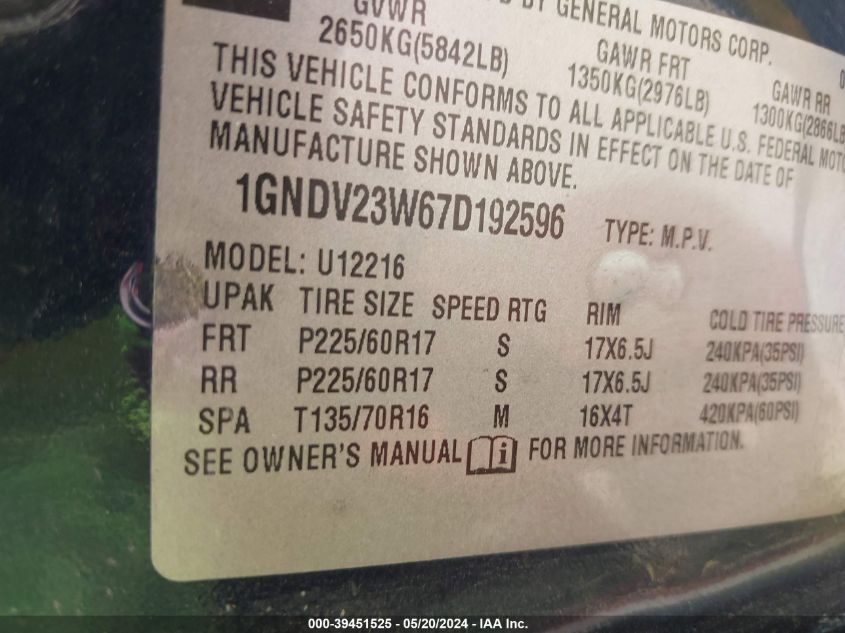 BY GENERAL MOTORS CORP.
GVWR GAWR FRT GAWR RR
2650KG(5842LB) 1350KG(2976LB) 1300KG(2866LB
THIS VEHICLE CONFORMS TO ALL APPLICABLE U.S. FEDERAL MOTO
VEHICLE SAFETY STANDARDS IN EFFECT ON THE DATE OF
MANUFACTURE SHOWN ABOVE.
1GNDV23W67D192596 TYPE: M.P.V.
MODEL: U12216
UPAK TIRE SIZE SPEED RTG RIM COLD TIRE PRESSURE
FRT P225/60R17 S 17X6.5J 240KPA(35PSI)
RR P225/60R17 S 17X6.5J 240KPA(35PSI)
SPA T135/70R16 M 16X4T 420KPA(60PSI)
SEE OWNER'S MANUAL i FOR MORE INFORMATION.
000-39451525 - 05/20/2024 - IAA Inc.